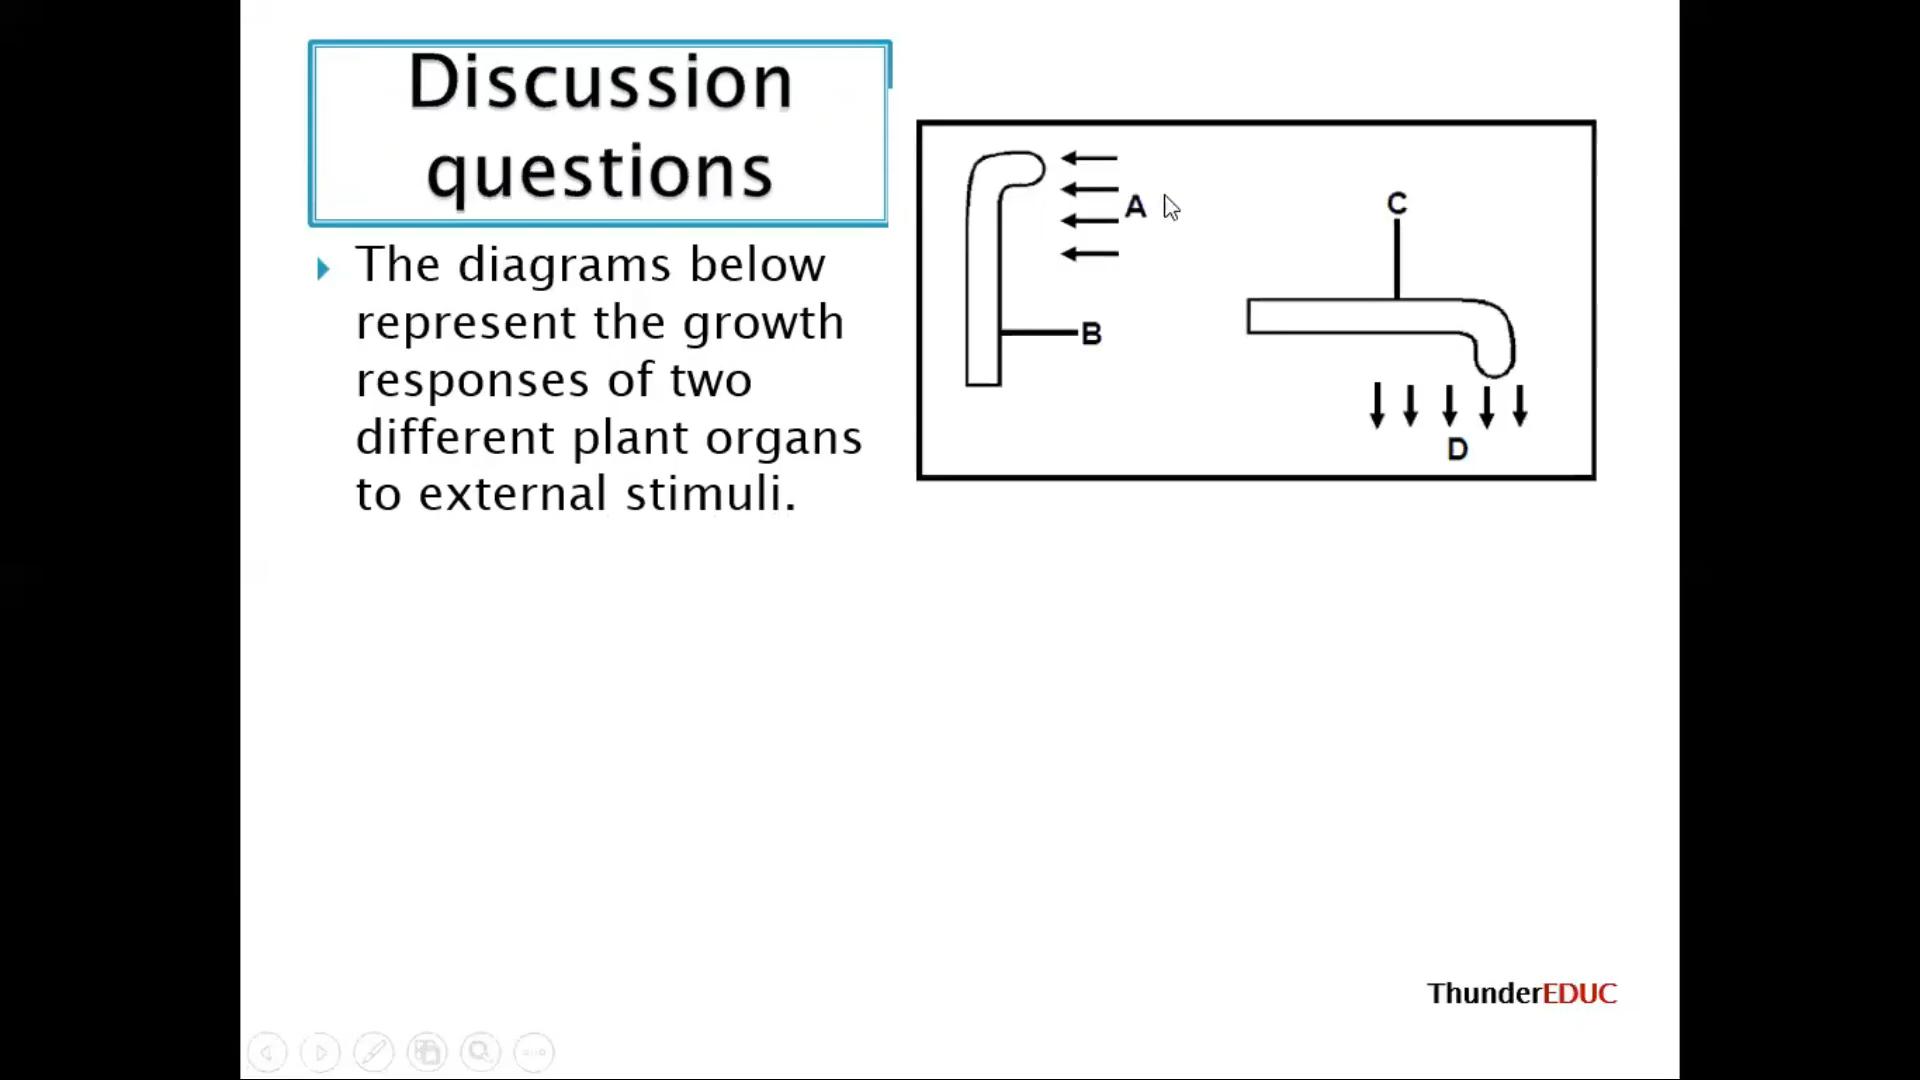 Discussion
questions
The diagrams below
represent the growth
responses of two
different plant organs
to external stimuli.
A
B
C
D
ThunderEDUC